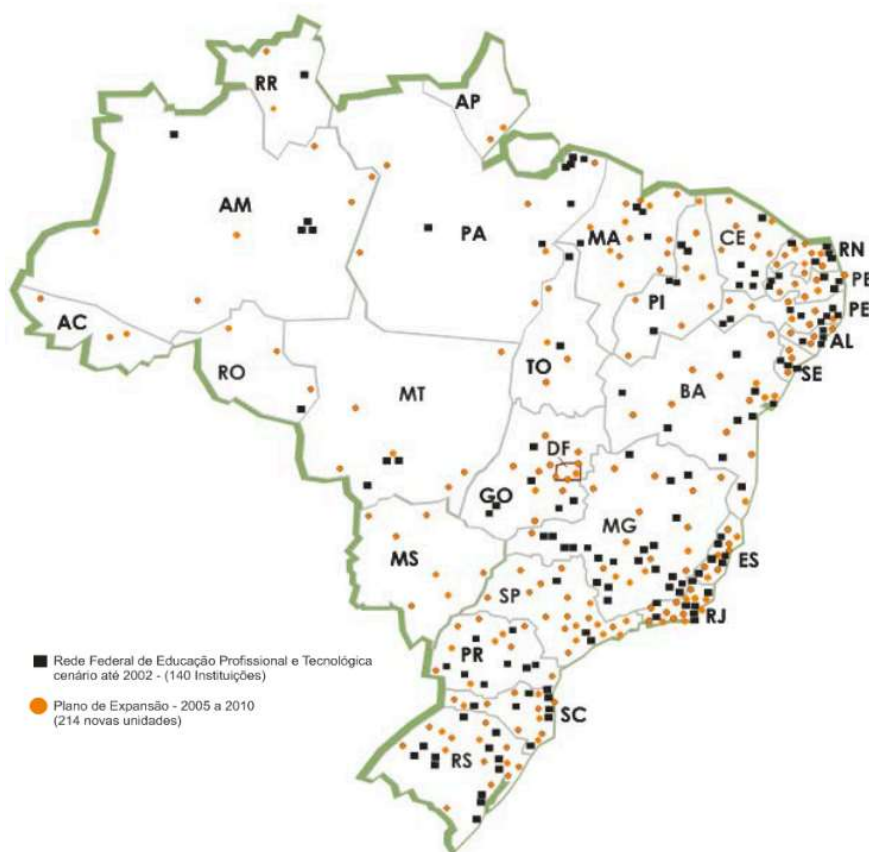 RR
AP
AM
PA
MA
CE
RN
PE
PI
PE
AC
AL
TO
SE
RO
BA
MT
DF
GO
MG
MS
ES
SP
RJ
PR
Rede Federal de Educação Profissional e Tecnológica
cenário até 2002 - (140 Instituições)
Plano de Expansão - 2005 a 2010
(214 novas unidades)
SC
RS